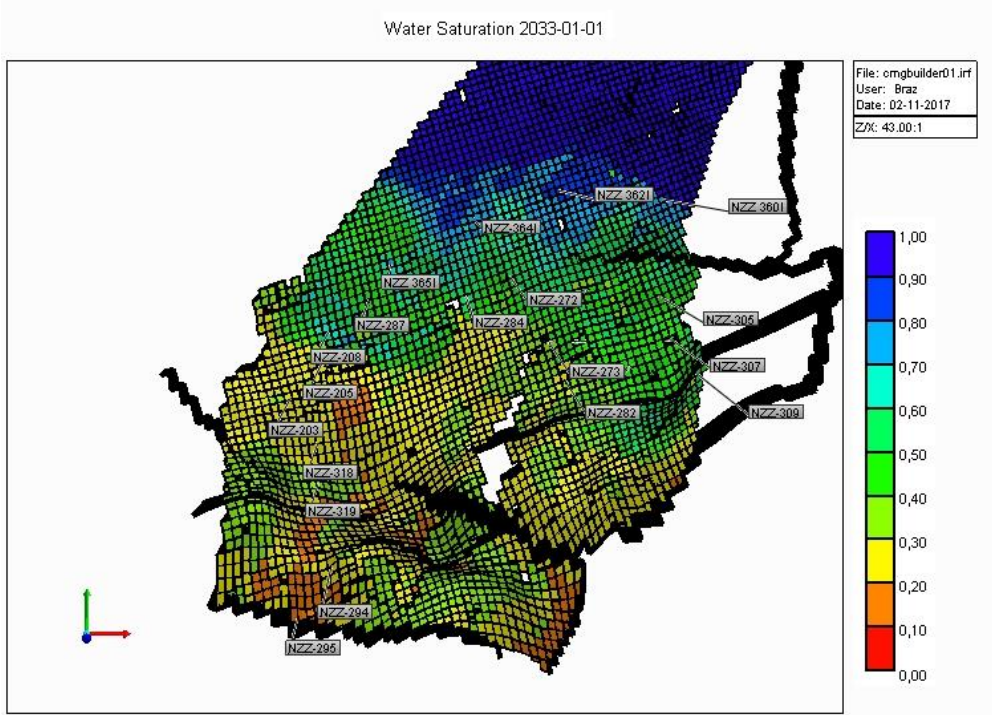 Water Saturation 2033-01-01
File: cmgbuilder01.irf
User: Braz
Date: 02-11-2017
Z/X: 43.00:1
NZZ 362I
NZZ 360I
NZZ-364I
NZZ 365I
NZZ-272
NZZ-284
NZZ-305
NZZ-287
NZZ-208
NZZ-307
NZZ-273
NZZ-205
NZZ-282
NZZ-309
NZZ-203
NZZ-318
NZZ-319
NZZ-294
NZZ-295
1,00
0,90
0,80
0,70
0,60
0,50
0,40
0,30
0,20
0,10
0,00